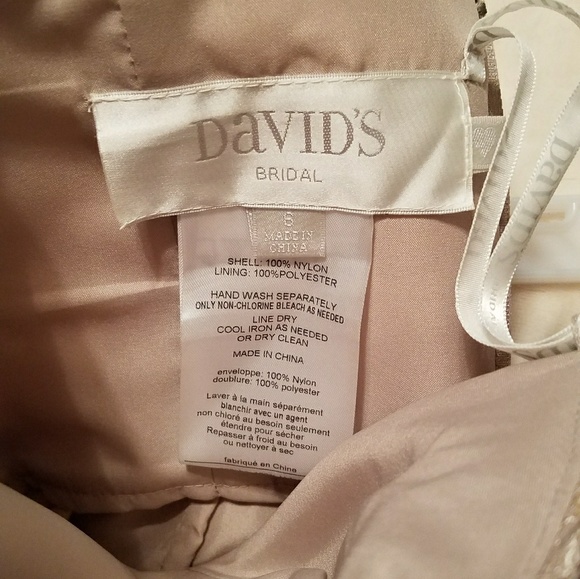 DaVID'S
BRIDAL
MADE IN
CHINA
SHELL: 100% NYLON
LINING: 100%POLYESTER
HAND WASH SEPARATELY
ONLY NON-CHLORINE BLEACH AS NEEDED
LINE DRY
COOL IRON AS NEEDED
OR DRY CLEAN
MADE IN CHINA
enveloppe: 100% Nylon
doublure: 100% polyester
Laver à la main séparément
blanchir avec un agent
non chloré au besoin seulement
étendre pour sécher
Repasser à froid au besoin
ou nettoyer à sec
fabriqué en Chine
DaVID'S